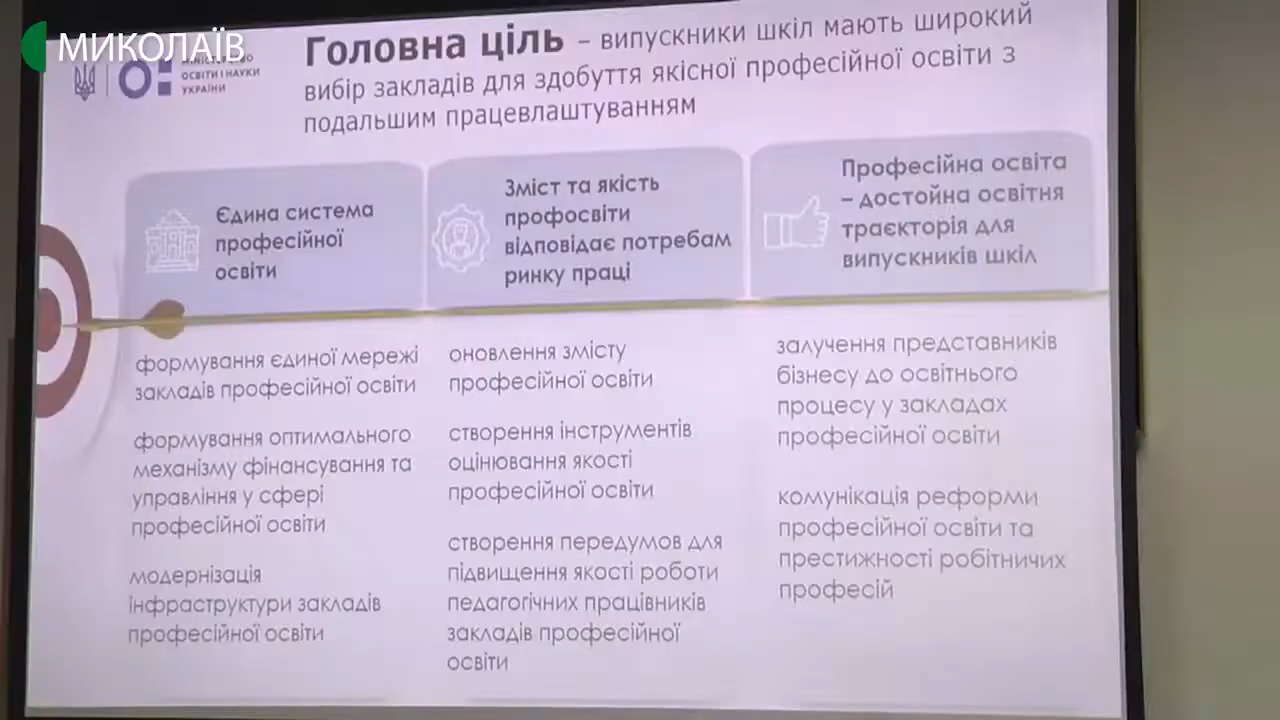 МИКОЛАЇВ
ОСВІТИ І НАУКИ
УКРАЇНИ
Головна ціль – випускники шкіл мають широкий
вибір закладів для здобуття якісної професійної освіти з
подальшим працевлаштуванням
Єдина система
професійної
освіти
Зміст та якість
профосвіти
відповідає потребам
ринку праці
Професійна освіта
– достойна освітня
траєкторія для
випускників шкіл
формування єдиної мережі
закладів професійної освіти
формування оптимального
механізму фінансування та
управління у сфері
професійної освіти
модернізація
інфраструктури закладів
професійної освіти
оновлення змісту
професійної освіти
створення інструментів
оцінювання якості
професійної освіти
створення передумов для
підвищення якості роботи
педагогічних працівників
закладів професійної
освіти
залучення представників
бізнесу до освітнього
процесу у закладах
професійної освіти
комунікація реформи
професійної освіти та
престижності робітничих
професій